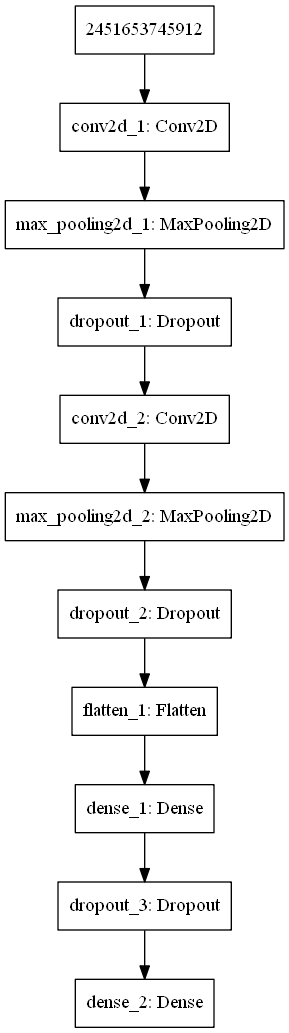 2451653745912
conv2d_1: Conv2D
max_pooling2d_1: MaxPooling2D
dropout_1: Dropout
conv2d_2: Conv2D
max_pooling2d_2: MaxPooling2D
dropout_2: Dropout
flatten_1: Flatten
dense_1: Dense
dropout_3: Dropout
dense_2: Dense